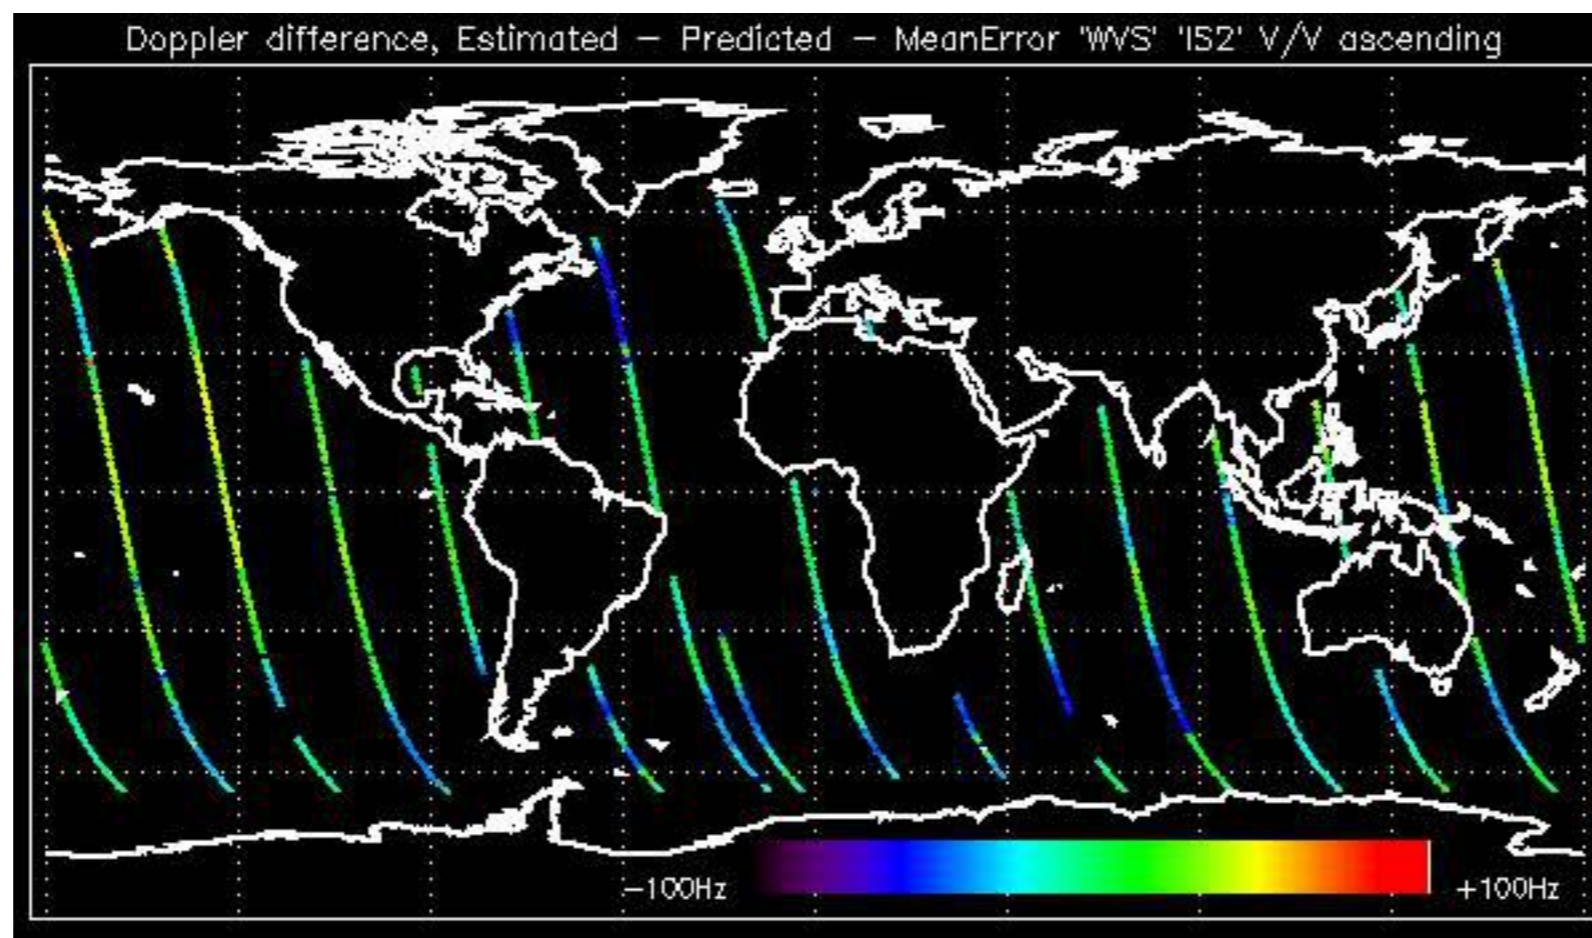 Doppler difference, Estimated – Predicted – MeanError 'WVS' 'IS2' V/V ascending
–100Hz +100Hz